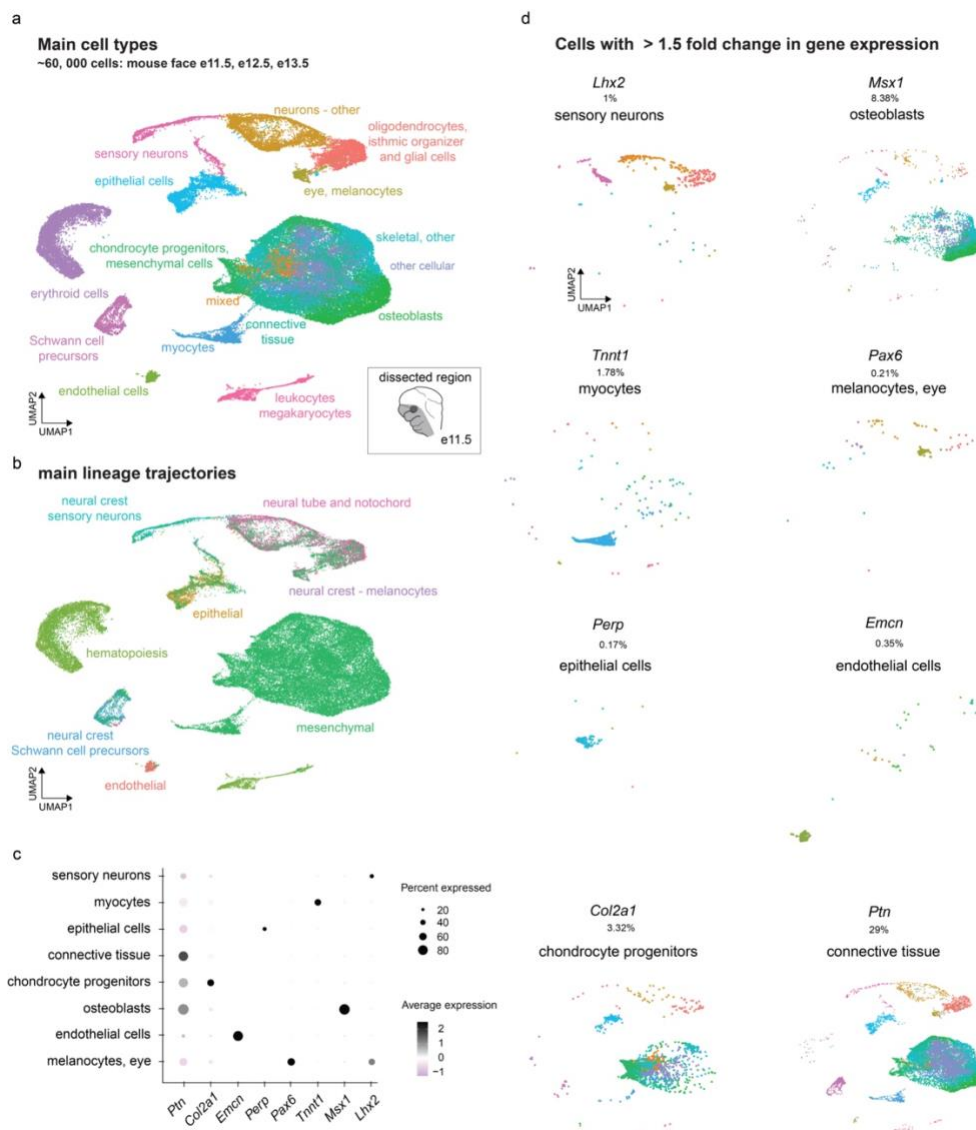 a
Main cell types
~60, 000 cells: mouse face e11.5, e12.5, e13.5
neurons - other
oligodendrocytes,
isthmic organizer
and glial cells
sensory neurons
epithelial cells
eye, melanocytes
chondrocyte progenitors,
mesenchymal cells
skeletal, other
other cellular
erythroid cells
mixed
osteoblasts
connective
tissue
Schwann cell
precursors
myocytes
endothelial cells
leukocytes
megakaryocytes
dissected region
e11.5
UMAP2
UMAP1
b
main lineage trajectories
neural crest
sensory neurons
neural tube and notochord
neural crest - melanocytes
epithelial
hematopoiesis
mesenchymal
neural crest
Schwann cell precursors
endothelial
UMAP2
UMAP1
c
sensory neurons
myocytes
epithelial cells
connective tissue
chondrocyte progenitors
osteoblasts
endothelial cells
melanocytes, eye
Ptn
Col2a1
Emcn
Perp
Pax6
Tnnt1
Msx1
Lhx2
Percent expressed
20
40
60
80
Average expression
2
1
0
−1
d
Cells with > 1.5 fold change in gene expression
Lhx2
1%
sensory neurons
UMAP2
UMAP1
Msx1
8.38%
osteoblasts
Tnnt1
1.78%
myocytes
Pax6
0.21%
melanocytes, eye
Perp
0.17%
epithelial cells
Emcn
0.35%
endothelial cells
Col2a1
3.32%
chondrocyte progenitors
Ptn
29%
connective tissue